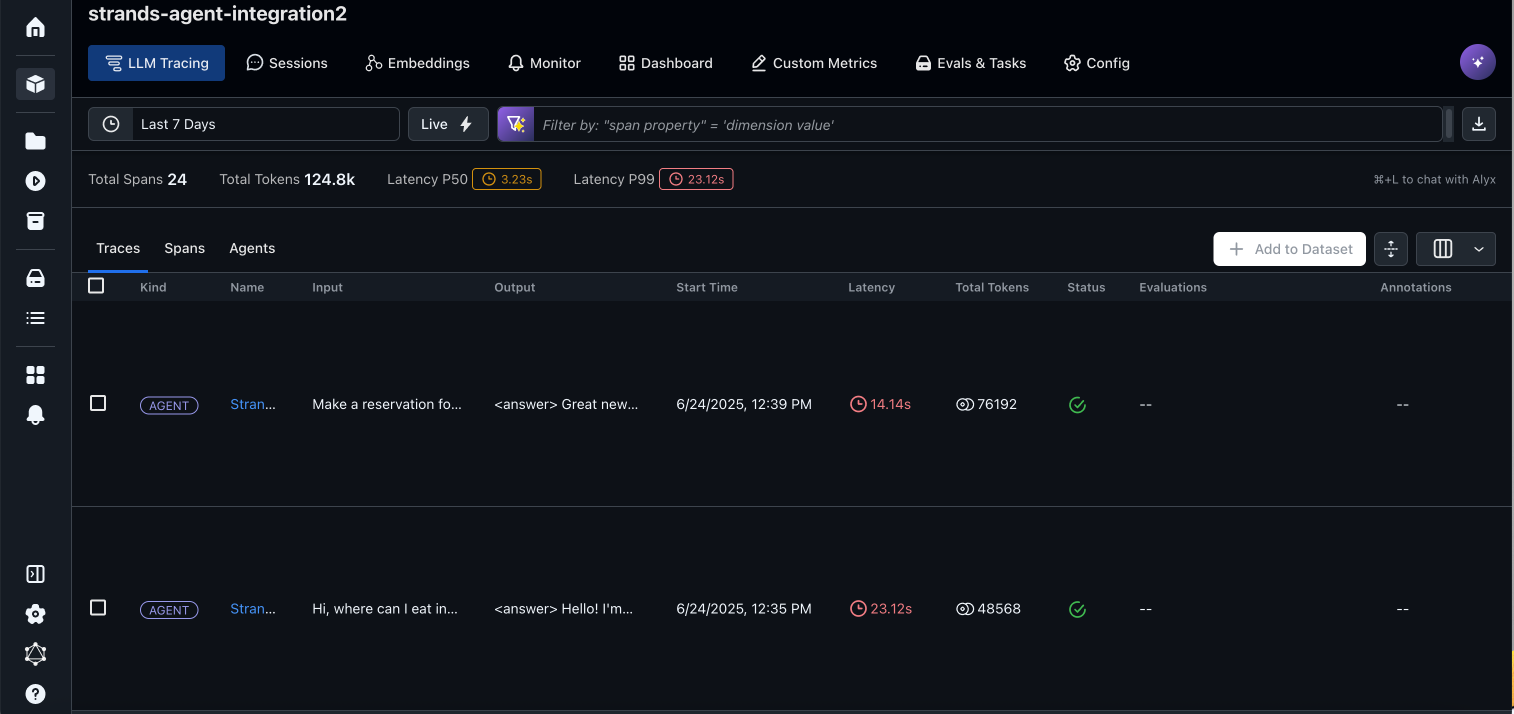 strands-agent-integration2
LLM Tracing Sessions Embeddings Monitor Dashboard Custom Metrics Evals & Tasks Config
Last 7 Days Live Filter by: "span property" = 'dimension value'
Total Spans 24 Total Tokens 124.8k Latency P50 3.23s Latency P99 23.12s ⌘+L to chat with Alyx
Traces Spans Agents + Add to Dataset
Kind Name Input Output Start Time Latency Total Tokens Status Evaluations Annotations
AGENT Stran... Make a reservation fo... <answer> Great new... 6/24/2025, 12:39 PM 14.14s 76192 -- --
AGENT Stran... Hi, where can I eat in... <answer> Hello! I'm... 6/24/2025, 12:35 PM 23.12s 48568 -- --